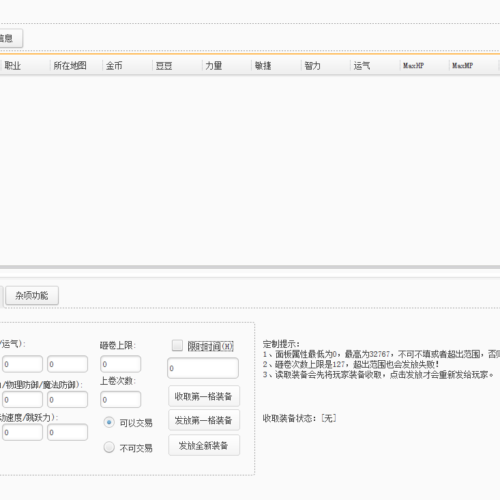 信息
职业 所在地图 金币 豆豆 力量 敏捷 智力 运气 MaxHP MaxMP
杂项功能
/运气): 砸卷上限: 限时时间(H)
0 0 0 0
/物理防御/魔法防御): 上卷次数: 收取第一格装备
0 0 0
动速度/跳跃力): 可以交易 发放第一格装备
0 0
不可交易 发放全新装备
定制提示:
1、面板属性最低为0，最高为32767，不可不填或者超出范围，否则
2、砸卷次数上限是127，超出范围也会发放失败！
3、读取装备会先将玩家装备收取，点击发放才会重新发给玩家。
收取装备状态：[无]